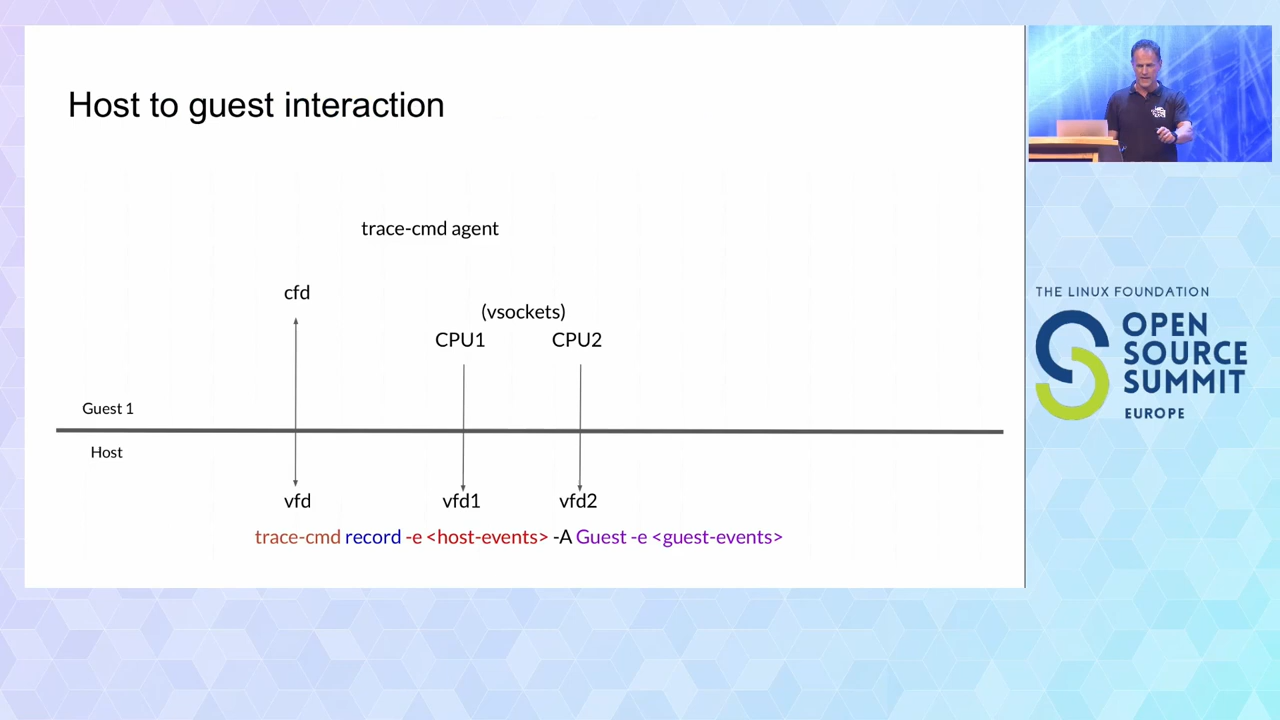 Host to guest interaction
trace-cmd agent
cfd
(vsockets)
CPU1 CPU2
Guest 1
Host
vfd vfd1 vfd2
trace-cmd record -e <host-events> -A Guest -e <guest-events>
THE LINUX FOUNDATION
OPEN
SOURCE
SUMMIT
EUROPE